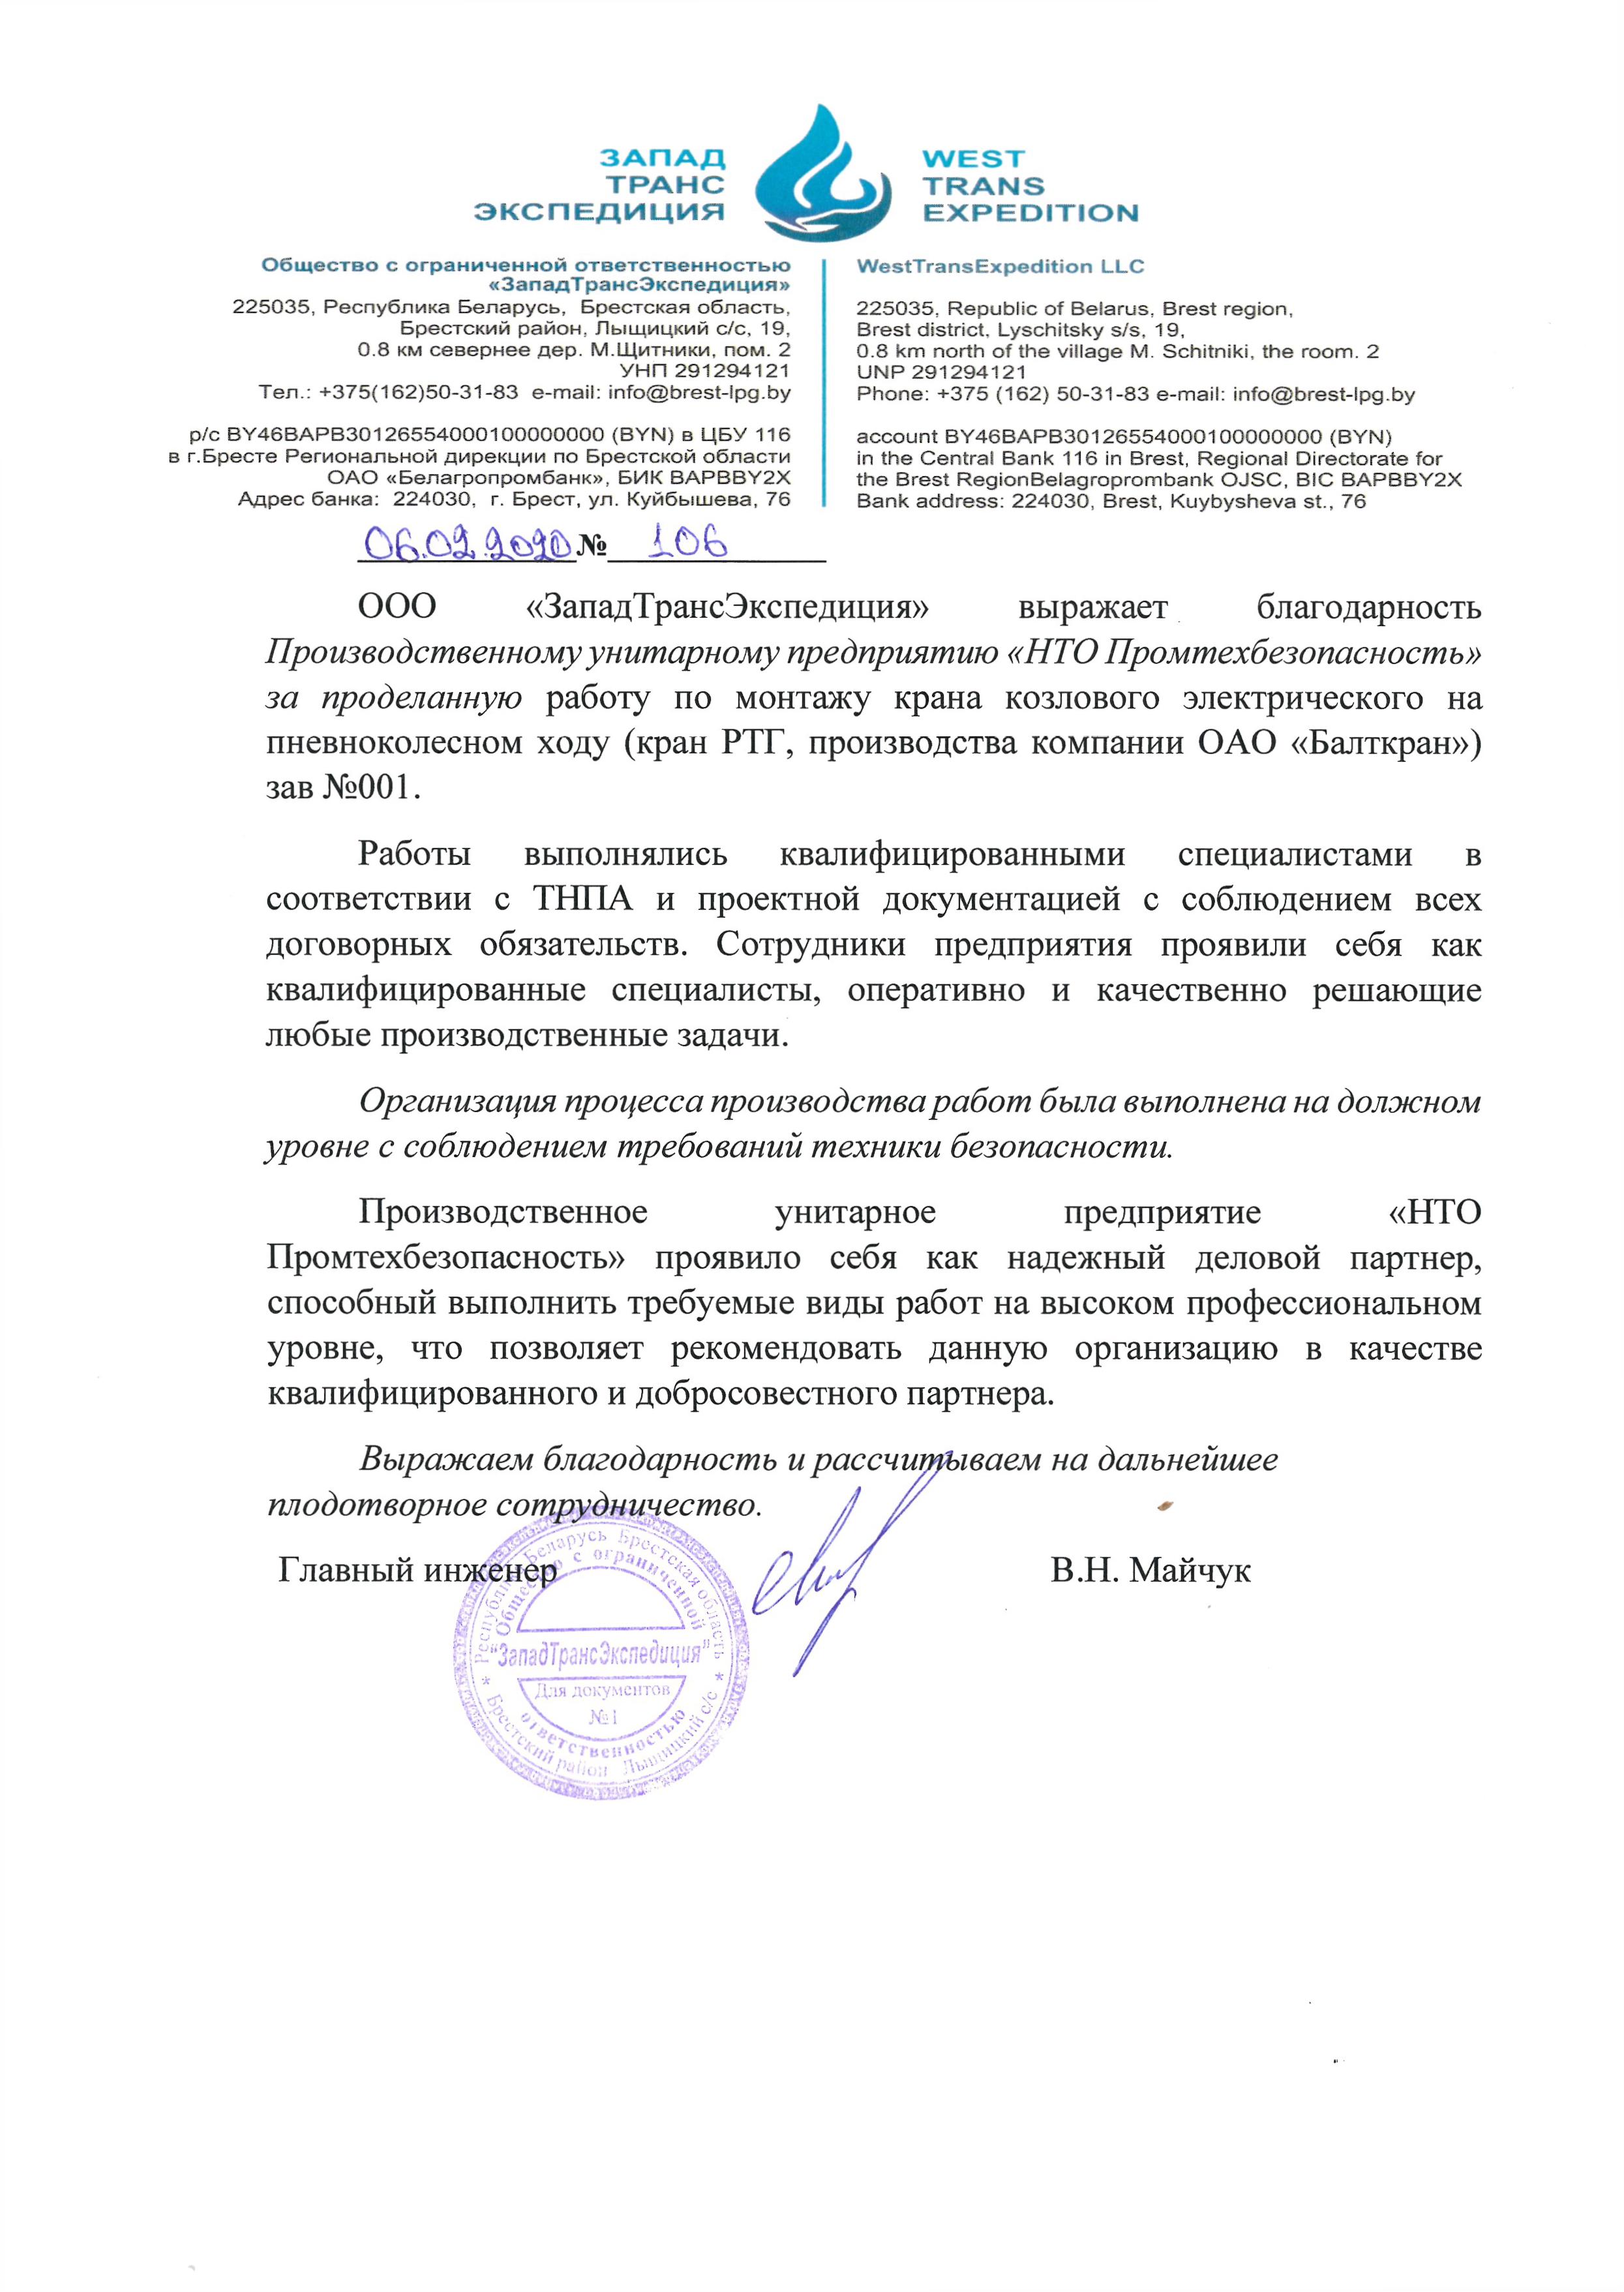 ЗАПАД
ТРАНС
ЭКСПЕДИЦИЯ
WEST
TRANS
EXPEDITION
Общество с ограниченной ответственностью
«ЗападТрансЭкспедиция»
225035, Республика Беларусь,  Брестская область,
Брестский район, Лыщицкий с/с, 19,
0.8 км севернее дер. М.Щитники, пом. 2
УНП 291294121
Тел.: +375(162)50-31-83  e-mail: info@brest-lpg.by
р/с BY46BAPB30126554000100000000 (BYN) в ЦБУ 116
в г.Бресте Региональной дирекции по Брестской области
ОАО «Белагропромбанк», БИК BAPBBY2X
Адрес банка:  224030,  г. Брест, ул. Куйбышева, 76
WestTransExpedition LLC
225035, Republic of Belarus, Brest region,
Brest district, Lyschitsky s/s, 19,
0.8 km north of the village M. Schitniki, the room. 2
UNP 291294121
Phone: +375 (162) 50-31-83 e-mail: info@brest-lpg.by
account BY46BAPB30126554000100000000 (BYN)
in the Central Bank 116 in Brest, Regional Directorate for
the Brest RegionBelagroprombank OJSC, BIC BAPBBY2X
Bank address: 224030, Brest, Kuybysheva st., 76
06.02.2020 № 106
ООО «ЗападТрансЭкспедиция» выражает благодарность
Производственному унитарному предприятию «НТО Промтехбезопасность»
за проделанную работу по монтажу крана козлового электрического на
пневноколесном ходу (кран РТГ, производства компании ОАО «Балткран»)
зав №001.
Работы выполнялись квалифицированными специалистами в
соответствии с ТНПА и проектной документацией с соблюдением всех
договорных обязательств. Сотрудники предприятия проявили себя как
квалифицированные специалисты, оперативно и качественно решающие
любые производственные задачи.
Организация процесса производства работ была выполнена на должном
уровне с соблюдением требований техники безопасности.
Производственное унитарное предприятие «НТО
Промтехбезопасность» проявило себя как надежный деловой партнер,
способный выполнить требуемые виды работ на высоком профессиональном
уровне, что позволяет рекомендовать данную организацию в качестве
квалифицированного и добросовестного партнера.
Выражаем благодарность и рассчитываем на дальнейшее
плодотворное сотрудничество.
Главный инженер В.Н. Майчук
Республика Беларусь Брестская область
Общество с ограниченной
"ЗападТрансЭкспедиция"
Для документов
№1
ответственностью
* Брестский район Лыщицкий с/с *